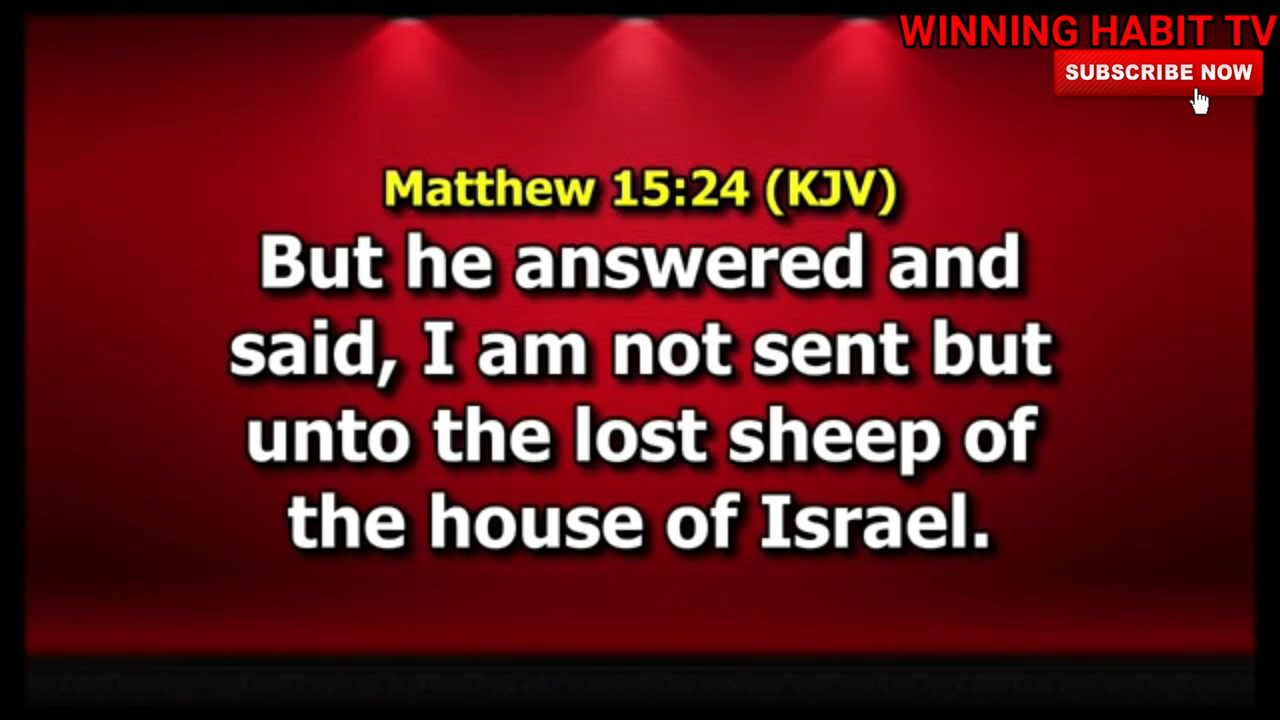 WINNING HABIT TV
SUBSCRIBE NOW
Matthew 15:24 (KJV)
But he answered and
said, I am not sent but
unto the lost sheep of
the house of Israel.